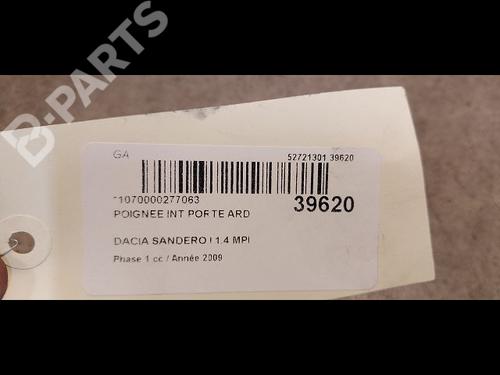 B-PARTS
GA
52721301 39620
*1070000277063
39620
POIGNEE INT PORTE ARD
DACIA SANDERO I 1.4 MPI
Phase 1 cc / Année 2009